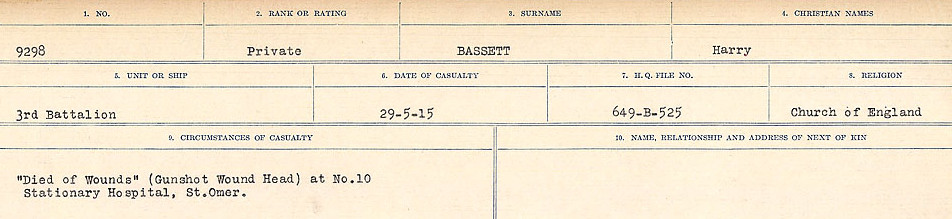 1. NO. 2. RANK OR RATING 3. SURNAME 4. CHRISTIAN NAMES
9298 Private BASSETT Harry
5. UNIT OR SHIP 6. DATE OF CASUALTY 7. H.Q. FILE NO. 8. RELIGION
3rd Battalion 29-5-15 649-B-525 Church of England
9. CIRCUMSTANCES OF CASUALTY 10. NAME, RELATIONSHIP AND ADDRESS OF NEXT OF KIN
"Died of Wounds" (Gunshot Wound Head) at No.10
Stationary Hospital, St.Omer.